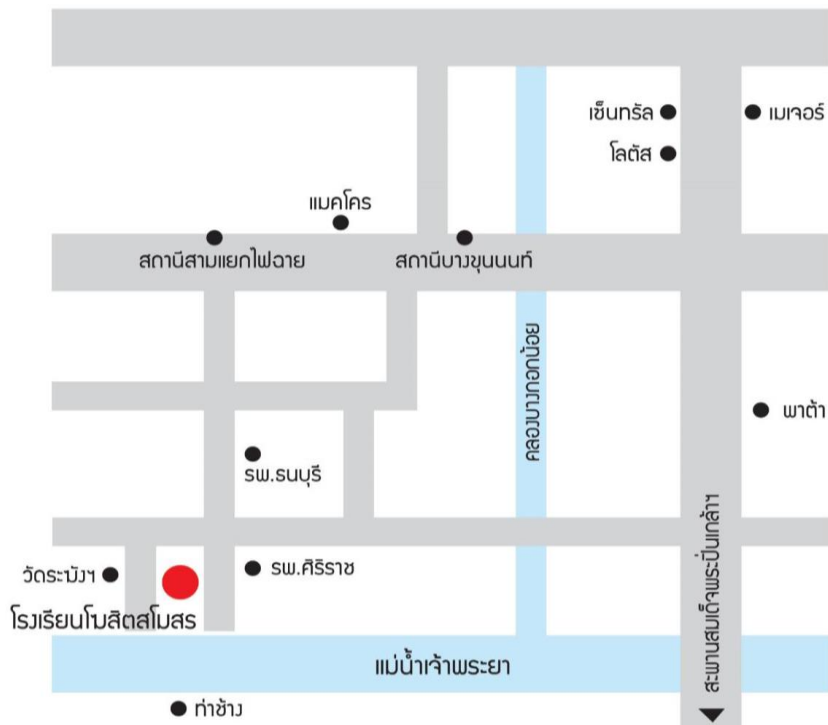 เซ็นทรัล
เมเจอร์
โลตัส
แมคโคร
สถานีสามแยกไฟฉาย
สถานีบางขุนนนท์
คลองบางกอกน้อย
พาต้า
รพ.ธนบุรี
สะพานสมเด็จพระปิ่นเกล้าฯ
วัดระฆังฯ
รพ.ศิริราช
โรงเรียนโฆสิตสโมสร
แม่น้ำเจ้าพระยา
ท่าช้าง